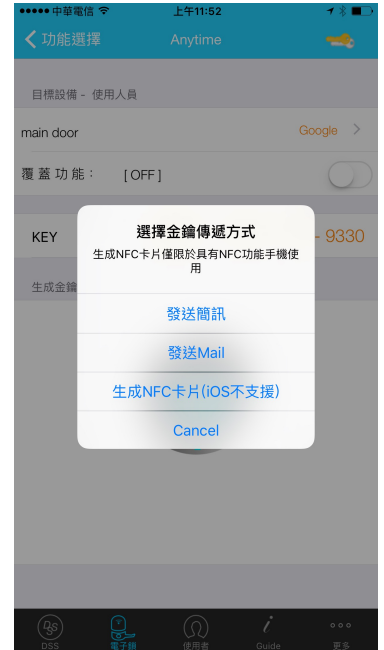 中華電信 上午11:52
功能選擇 Anytime
目標設備 - 使用人員
main door Google
覆蓋功能： [ OFF ]
KEY - 9330
生成金鑰
選擇金鑰傳遞方式
生成NFC卡片僅限於具有NFC功能手機使
用
發送簡訊
發送Mail
生成NFC卡片(iOS不支援)
Cancel
DSS 電子鎖 使用者 Guide 更多